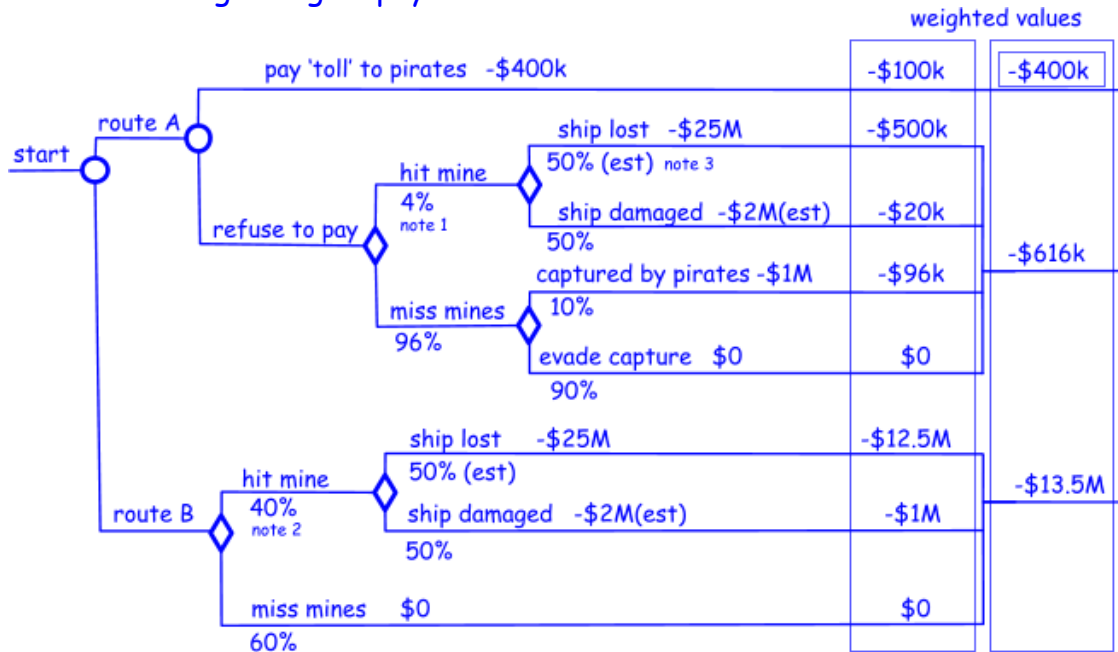 weighted values
pay 'toll' to pirates -$400k -$100k -$400k
route A
ship lost -$25M -$500k
start
50% (est) note 3
hit mine
4%
note 1
ship damaged -$2M(est) -$20k
refuse to pay
50%
-$616k
captured by pirates -$1M -$96k
10%
miss mines
96%
evade capture $0 $0
90%
ship lost -$25M -$12.5M
50% (est)
hit mine
40%
note 2
-$13.5M
route B
ship damaged -$2M(est) -$1M
50%
miss mines $0 $0
60%